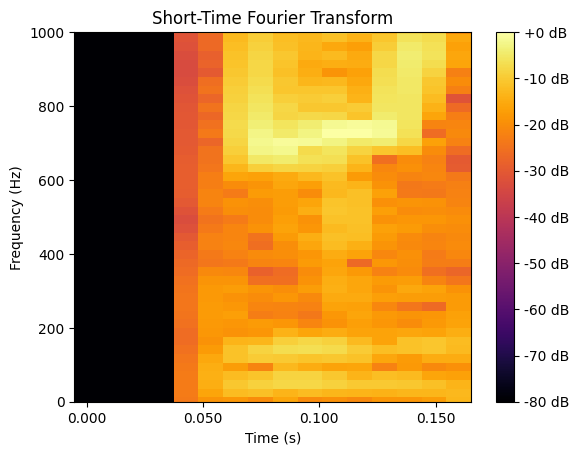 Short-Time Fourier Transform
1000
800
600
400
200
0
Frequency (Hz)
0.000
0.050
0.100
0.150
Time (s)
+0 dB
-10 dB
-20 dB
-30 dB
-40 dB
-50 dB
-60 dB
-70 dB
-80 dB